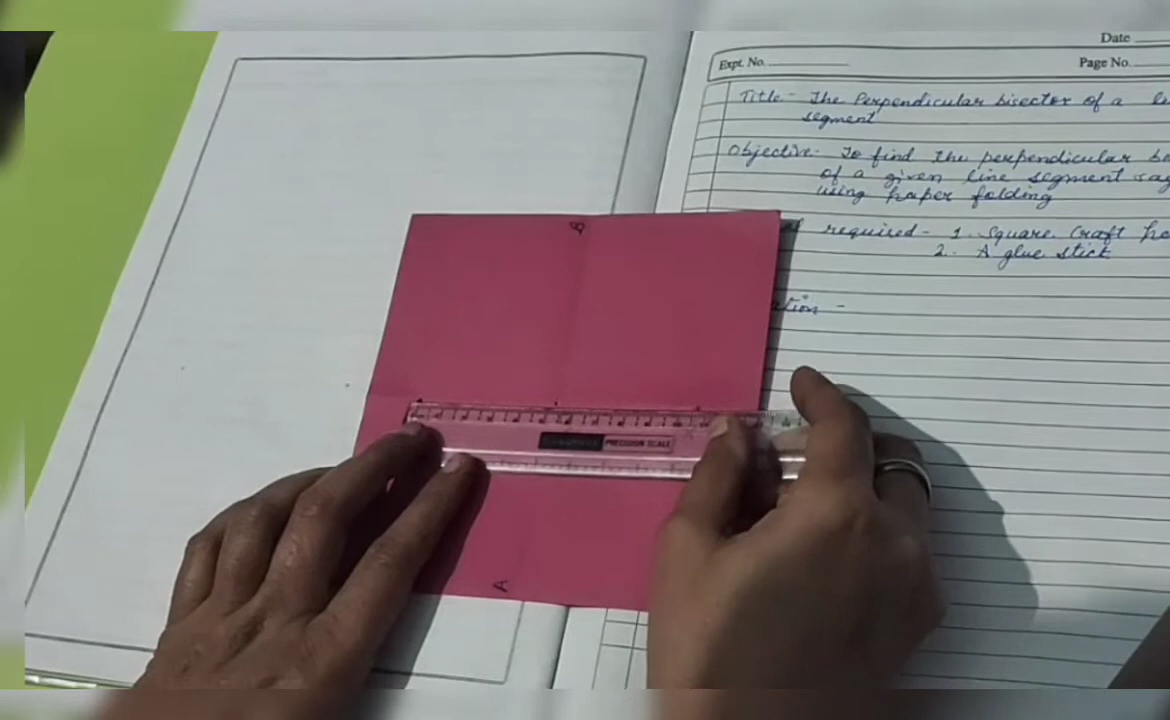 Date
Expt. No.
Page No.
Title - The Perpendicular bisector of a
segment
Objective - To find the perpendicular
of a given line segment
using paper folding
required - 1. Square Craft
2. A glue stick
B
PRECISION SCALE
A